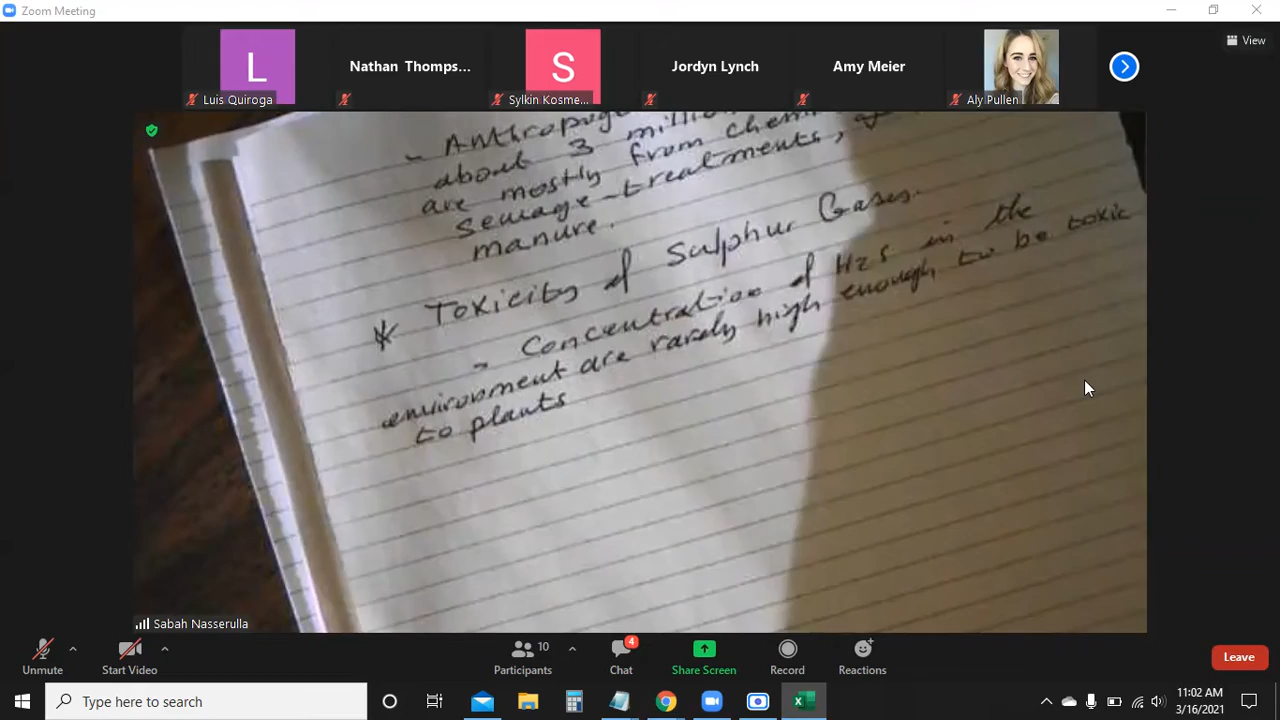 Zoom Meeting
View
L
Nathan Thomps...
S
Jordyn Lynch
Amy Meier
Luis Quiroga
Sylkin Kosme...
Aly Pullen
about 3 million
are mostly from
sewage-treatments,
manure.
* Toxicity of Sulphur Gases.
- Concentration of H2S in the
environment are rarely high enough to be toxic
to plants
Sabah Nasserulla
Unmute
Start Video
10
Participants
4
Chat
Share Screen
Record
Reactions
Leave
Type here to search
11:02 AM
3/16/2021